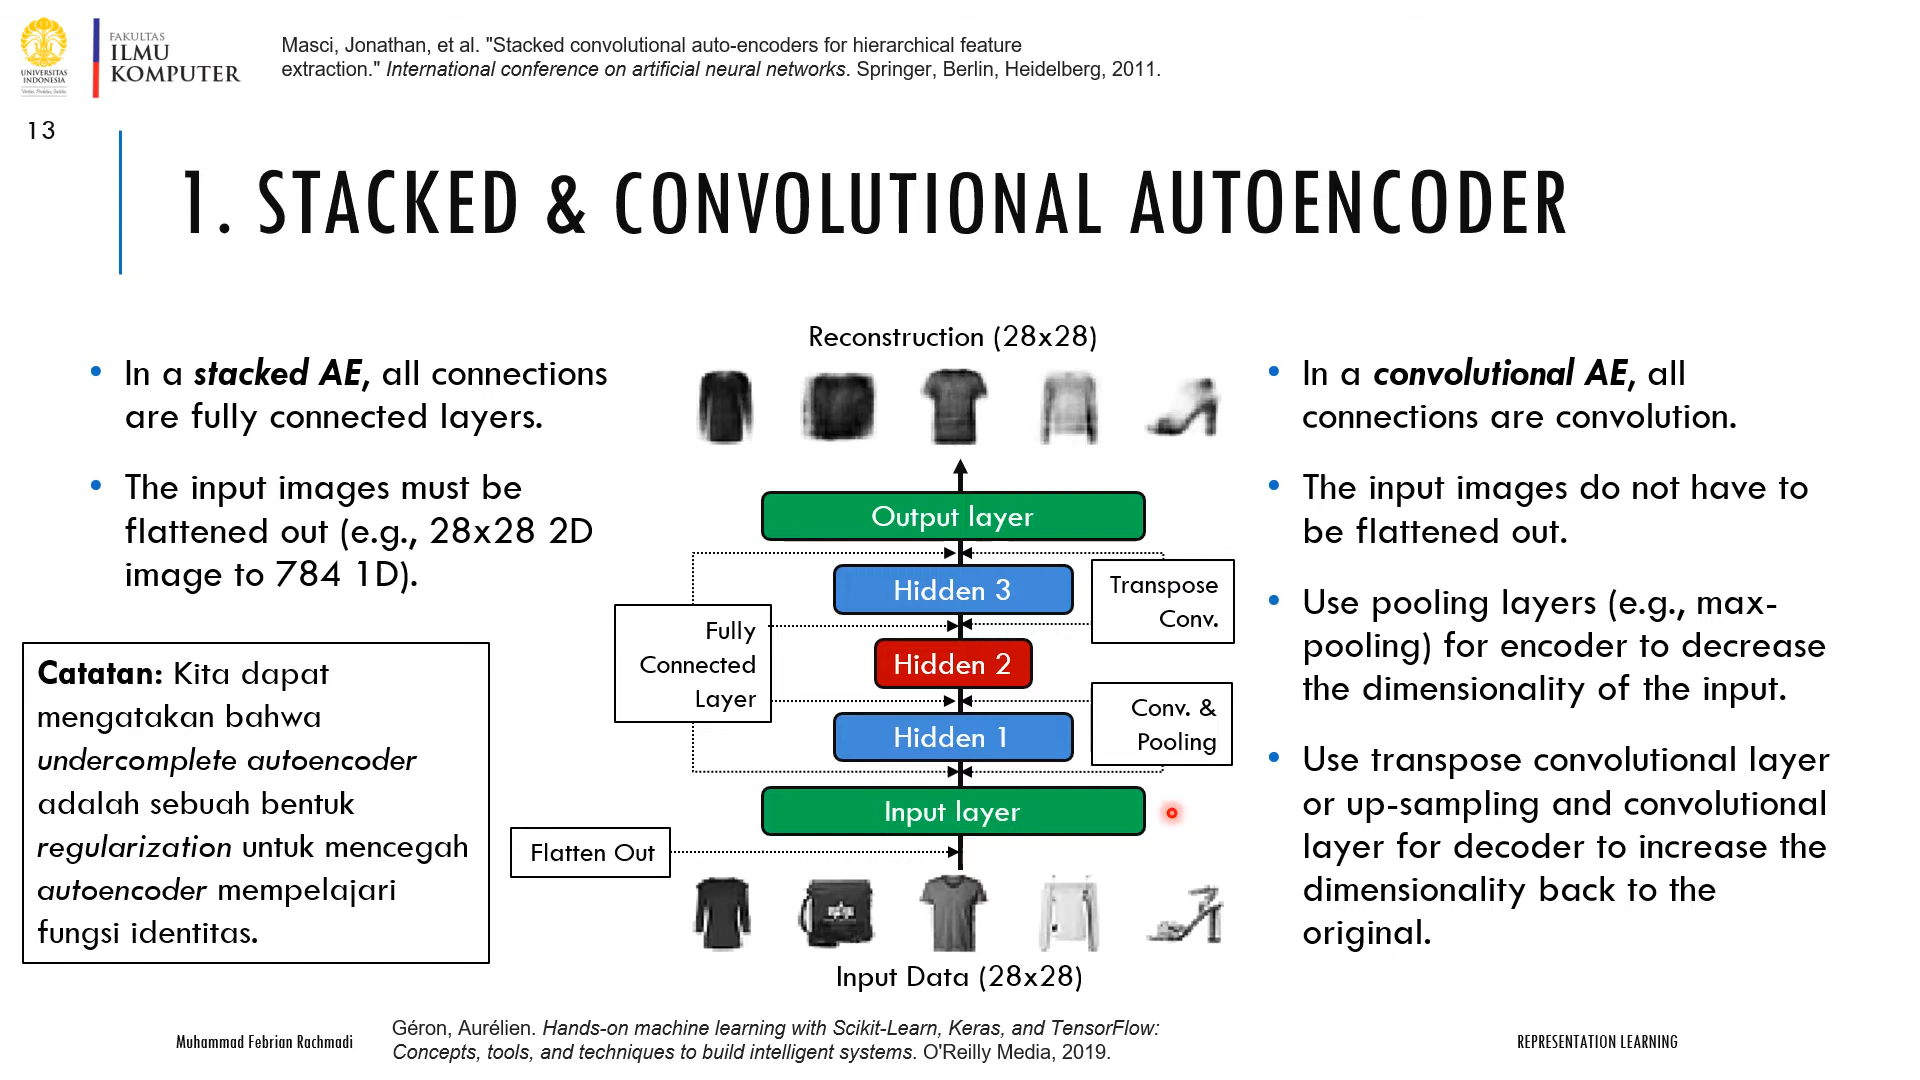 UNIVERSITAS
INDONESIA
Veritas, Probitas, Iustitia
FAKULTAS
ILMU
KOMPUTER
Masci, Jonathan, et al. "Stacked convolutional auto-encoders for hierarchical feature
extraction." International conference on artificial neural networks. Springer, Berlin, Heidelberg, 2011.
13
1. STACKED & CONVOLUTIONAL AUTOENCODER
• In a stacked AE, all connections
are fully connected layers.
• The input images must be
flattened out (e.g., 28x28 2D
image to 784 1D).
Catatan: Kita dapat
mengatakan bahwa
undercomplete autoencoder
adalah sebuah bentuk
regularization untuk mencegah
autoencoder mempelajari
fungsi identitas.
Reconstruction (28x28)
Output layer
Hidden 3
Hidden 2
Hidden 1
Input layer
Fully
Connected
Layer
Transpose
Conv.
Conv. &
Pooling
Flatten Out
Input Data (28x28)
• In a convolutional AE, all
connections are convolution.
• The input images do not have to
be flattened out.
• Use pooling layers (e.g., max-
pooling) for encoder to decrease
the dimensionality of the input.
• Use transpose convolutional layer
or up-sampling and convolutional
layer for decoder to increase the
dimensionality back to the
original.
Muhammad Febrian Rachmadi
Géron, Aurélien. Hands-on machine learning with Scikit-Learn, Keras, and TensorFlow:
Concepts, tools, and techniques to build intelligent systems. O'Reilly Media, 2019.
REPRESENTATION LEARNING